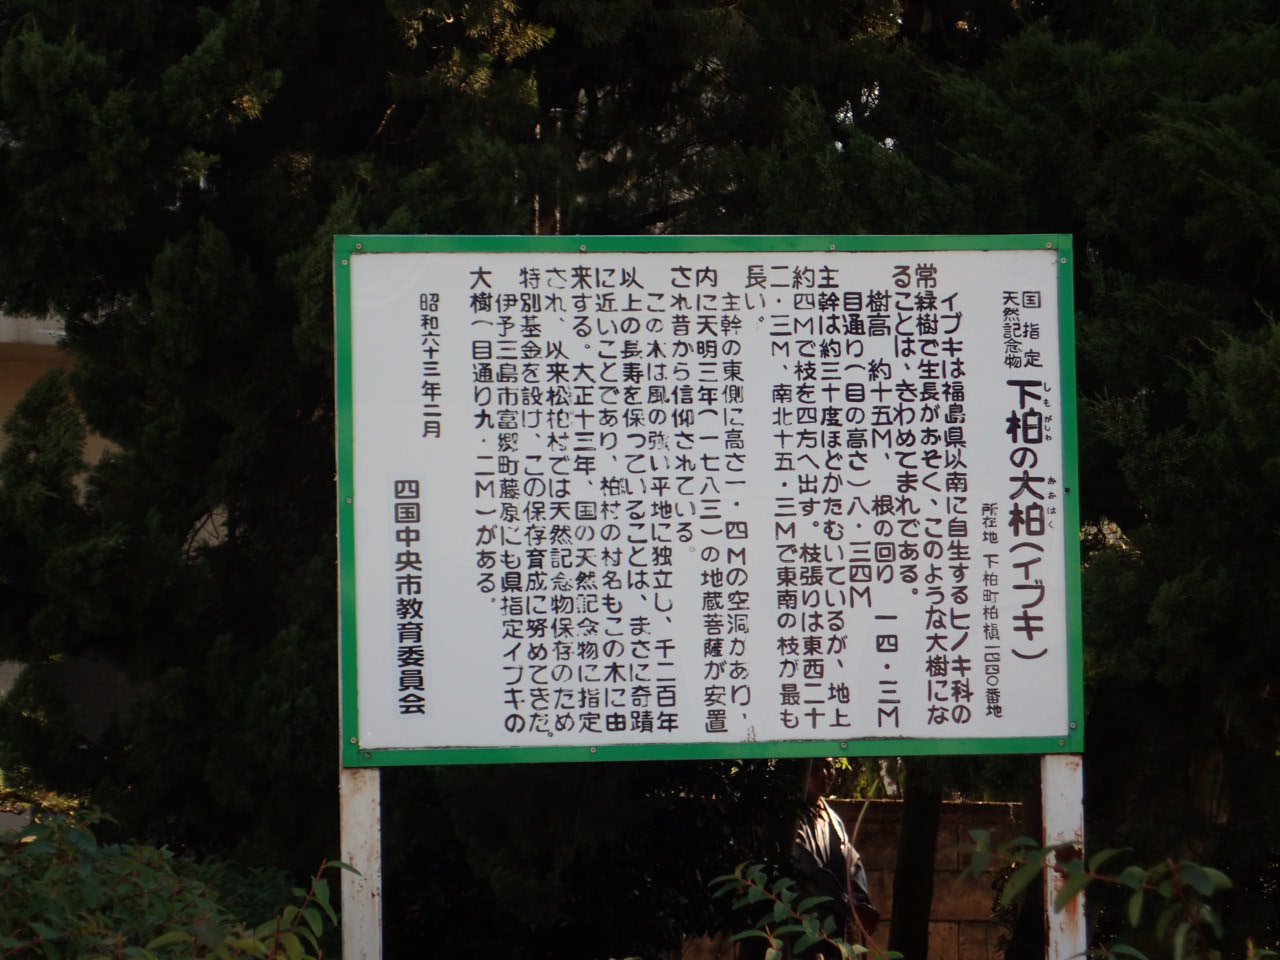 国指定
天然記念物
下柏の大柏(イブキ)
しもがしわ
おおはく
所在地 下柏町柏槇一四四〇番地
イブキは福島県以南に自生するヒノキ科の
常緑樹で生長がおそく、このような大樹にな
ることは、きわめてまれである。
樹高 約十五M、 根の回り 一四・三M
目通り(目の高さ)八・三四M
主幹は約三十度ほどかたむいているが、地上
約四Mで枝を四方へ出す。枝張りは東西二十
二・三M、南北十五・三Mで東南の枝が最も
長い。
主幹の東側に高さ一・四Mの空洞があり、
内に天明三年(一七八三)の地蔵菩薩が安置
され昔から信仰されている。
この木は風の強い平地に独立し、千二百年
以上の長寿を保っていることは、まさに奇蹟
に近いことであり、柏村の村名もこの木に由
来する。大正十三年、国の天然記念物に指定
され、以来松柏村では天然記念物保存のため
特別基金を設け、この保存育成に努めてきた。
伊予三島市富郷町藤原にも県指定イブキの
大樹(目通り九・二M)がある。
昭和六十三年二月
四国中央市教育委員会